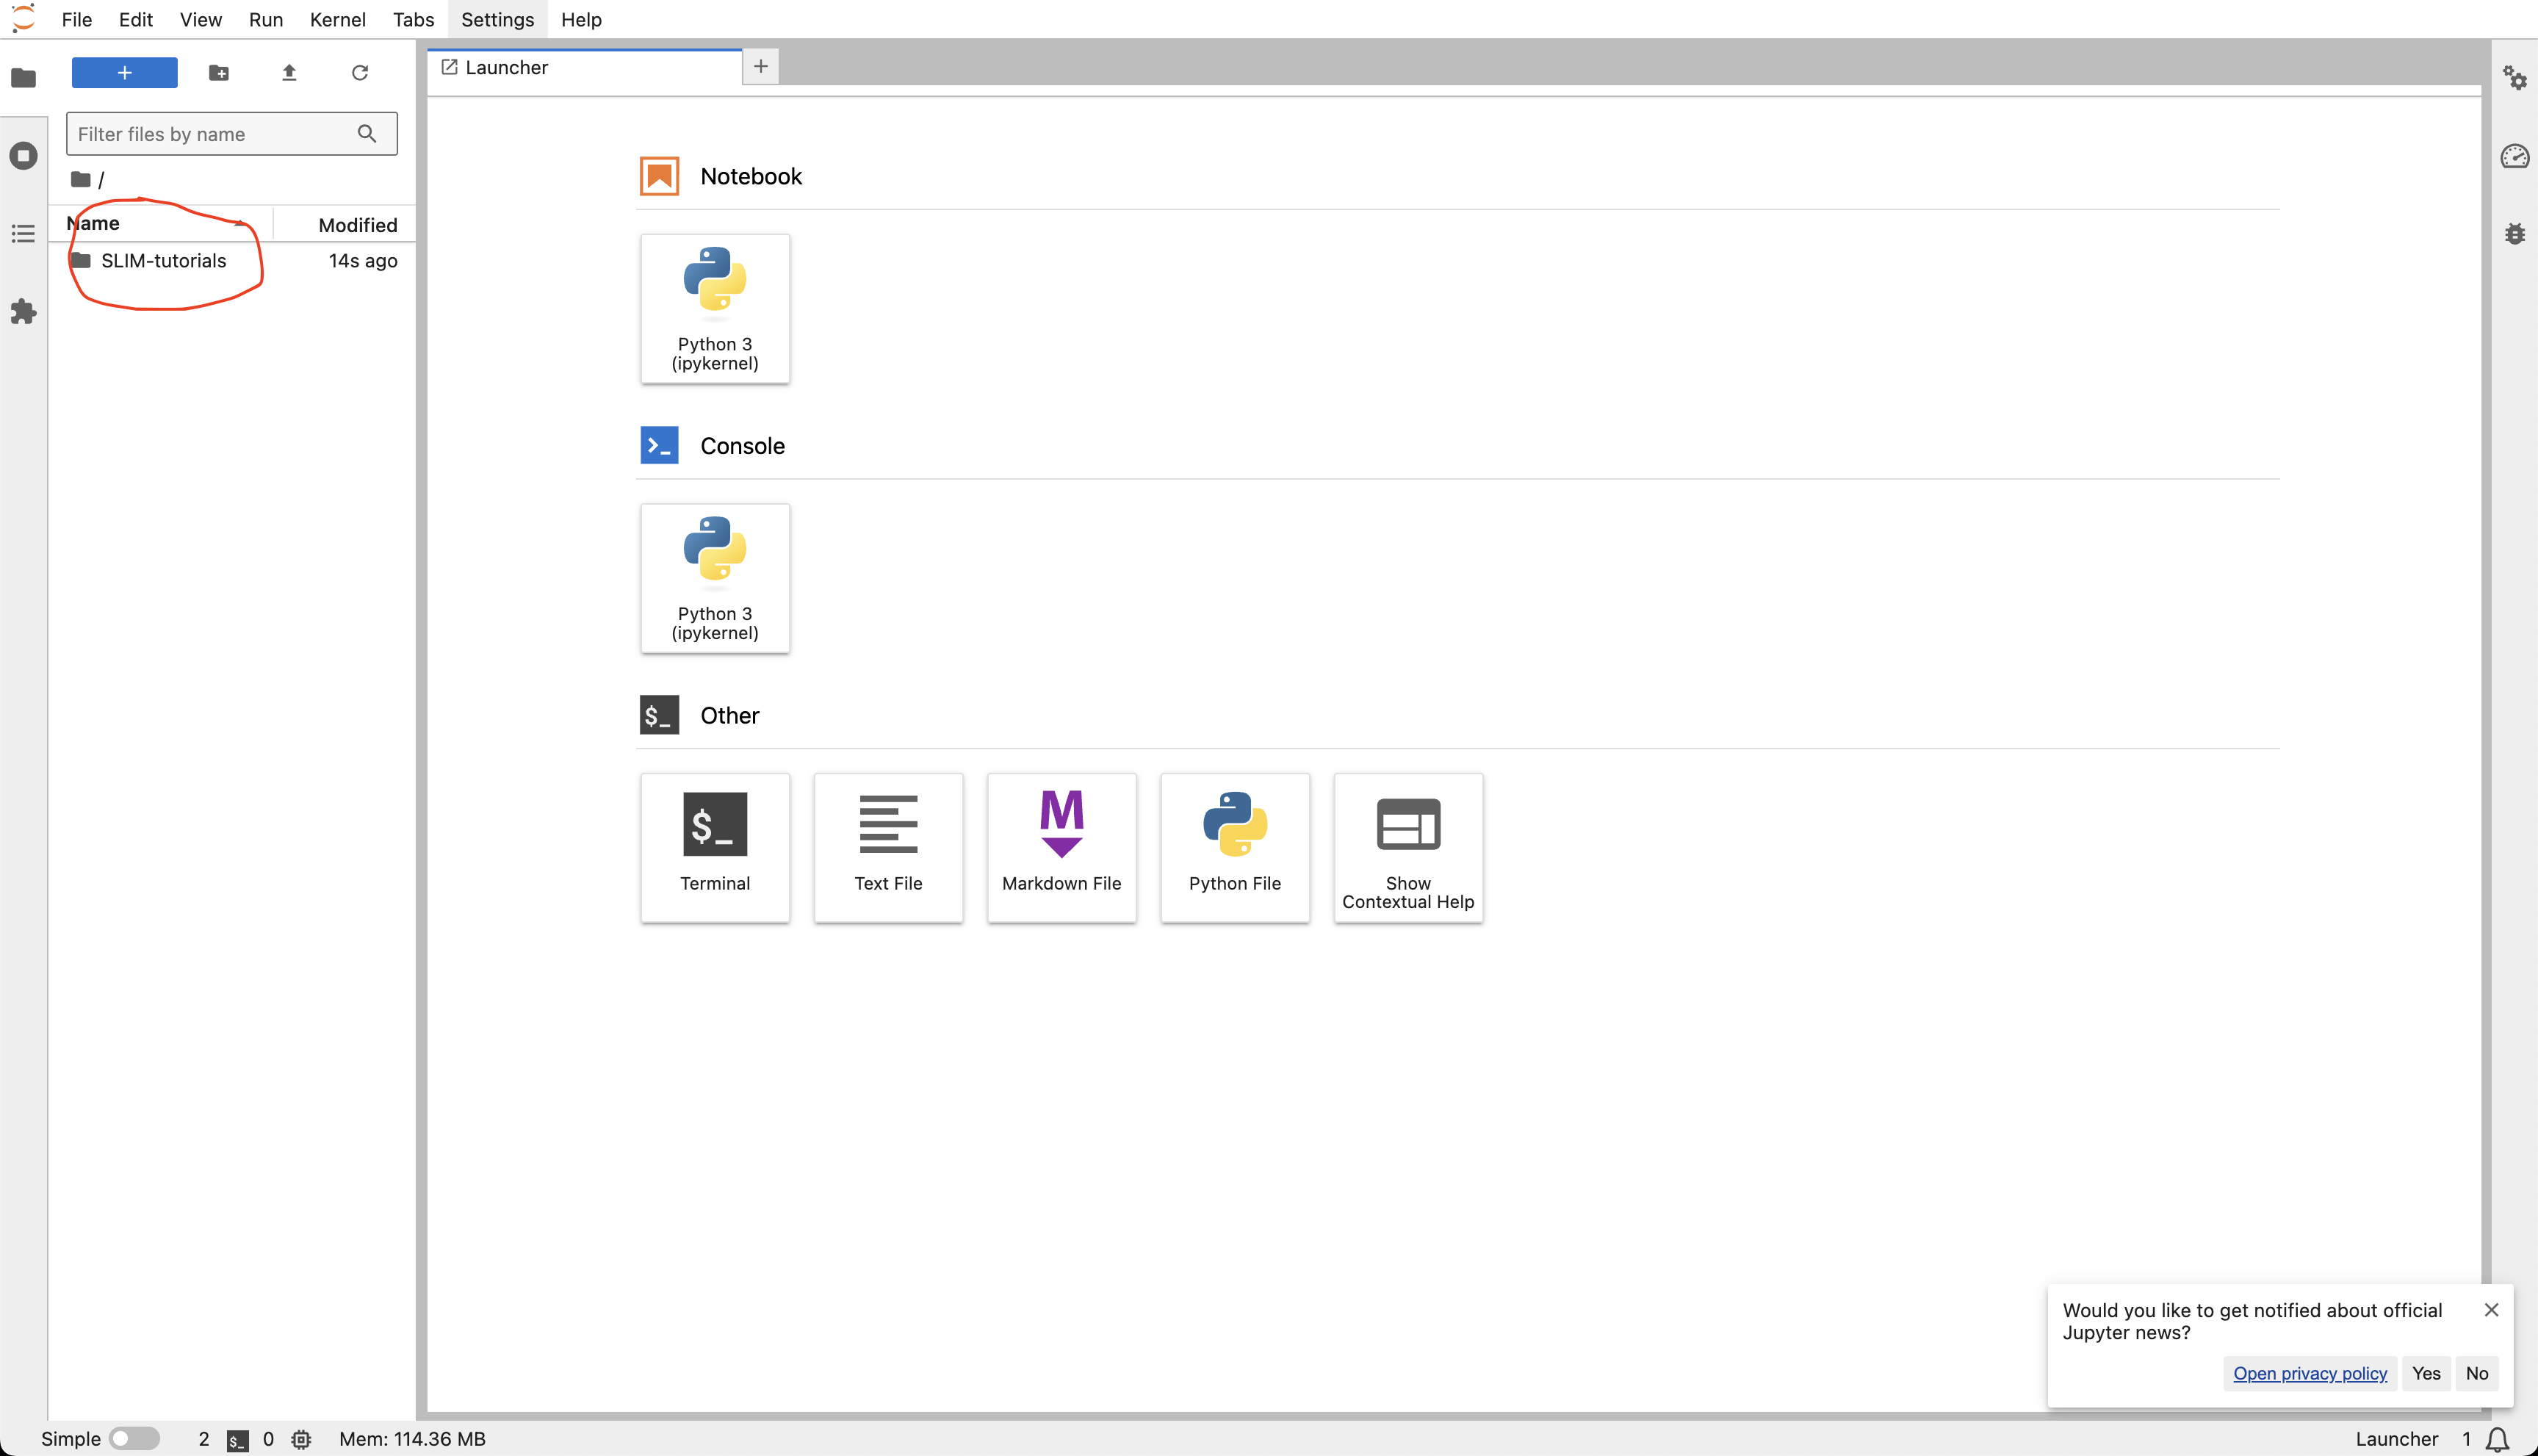 File Edit View Run Kernel Tabs Settings Help
+
Filter files by name
/
Name Modified
SLIM-tutorials 14s ago
Launcher +
Notebook
Python 3
(ipykernel)
>_ Console
Python 3
(ipykernel)
$_ Other
$_
Terminal
Text File
M
Markdown File
Python File
Show
Contextual Help
Would you like to get notified about official
Jupyter news?
Open privacy policy Yes No
Simple 2 $_ 0 Mem: 114.36 MB Launcher 1